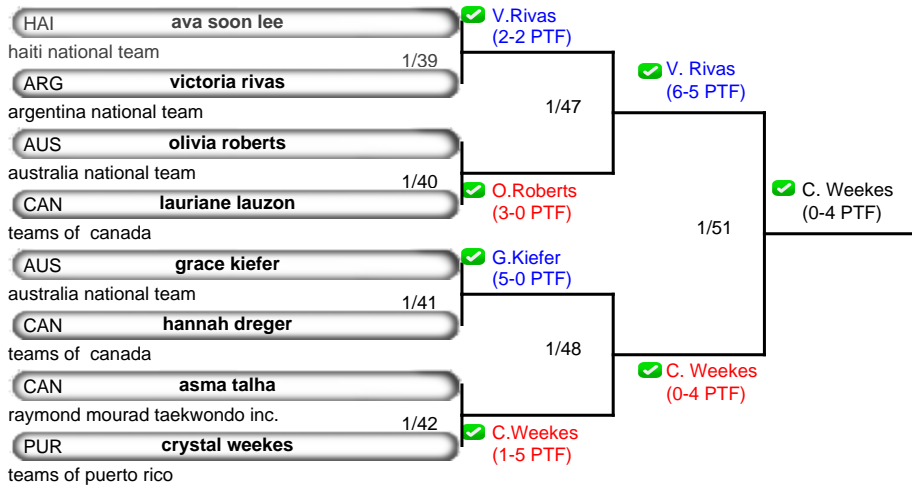 HAI ava soon lee
haiti national team
1/39
ARG victoria rivas
argentina national team
V.Rivas
(2-2 PTF)
AUS olivia roberts
australia national team
1/40
CAN lauriane lauzon
teams of  canada
O.Roberts
(3-0 PTF)
1/47
V. Rivas
(6-5 PTF)
AUS grace kiefer
australia national team
1/41
CAN hannah dreger
teams of  canada
G.Kiefer
(5-0 PTF)
CAN asma talha
raymond mourad taekwondo inc.
1/42
PUR crystal weekes
teams of puerto rico
C.Weekes
(1-5 PTF)
1/48
C. Weekes
(0-4 PTF)
1/51
C. Weekes
(0-4 PTF)